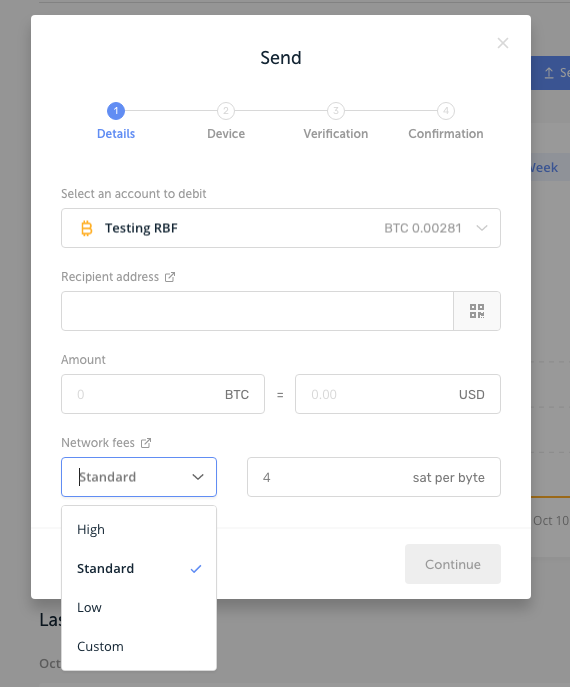 Send
1
2
3
4
Details
Device
Verification
Confirmation
Select an account to debit
Testing RBF
BTC 0.00281
Recipient address
Amount
0
BTC
=
0.00
USD
Network fees
Standard
4
sat per byte
High
Standard
Low
Custom
Continue
Week
Oct 10
Oct